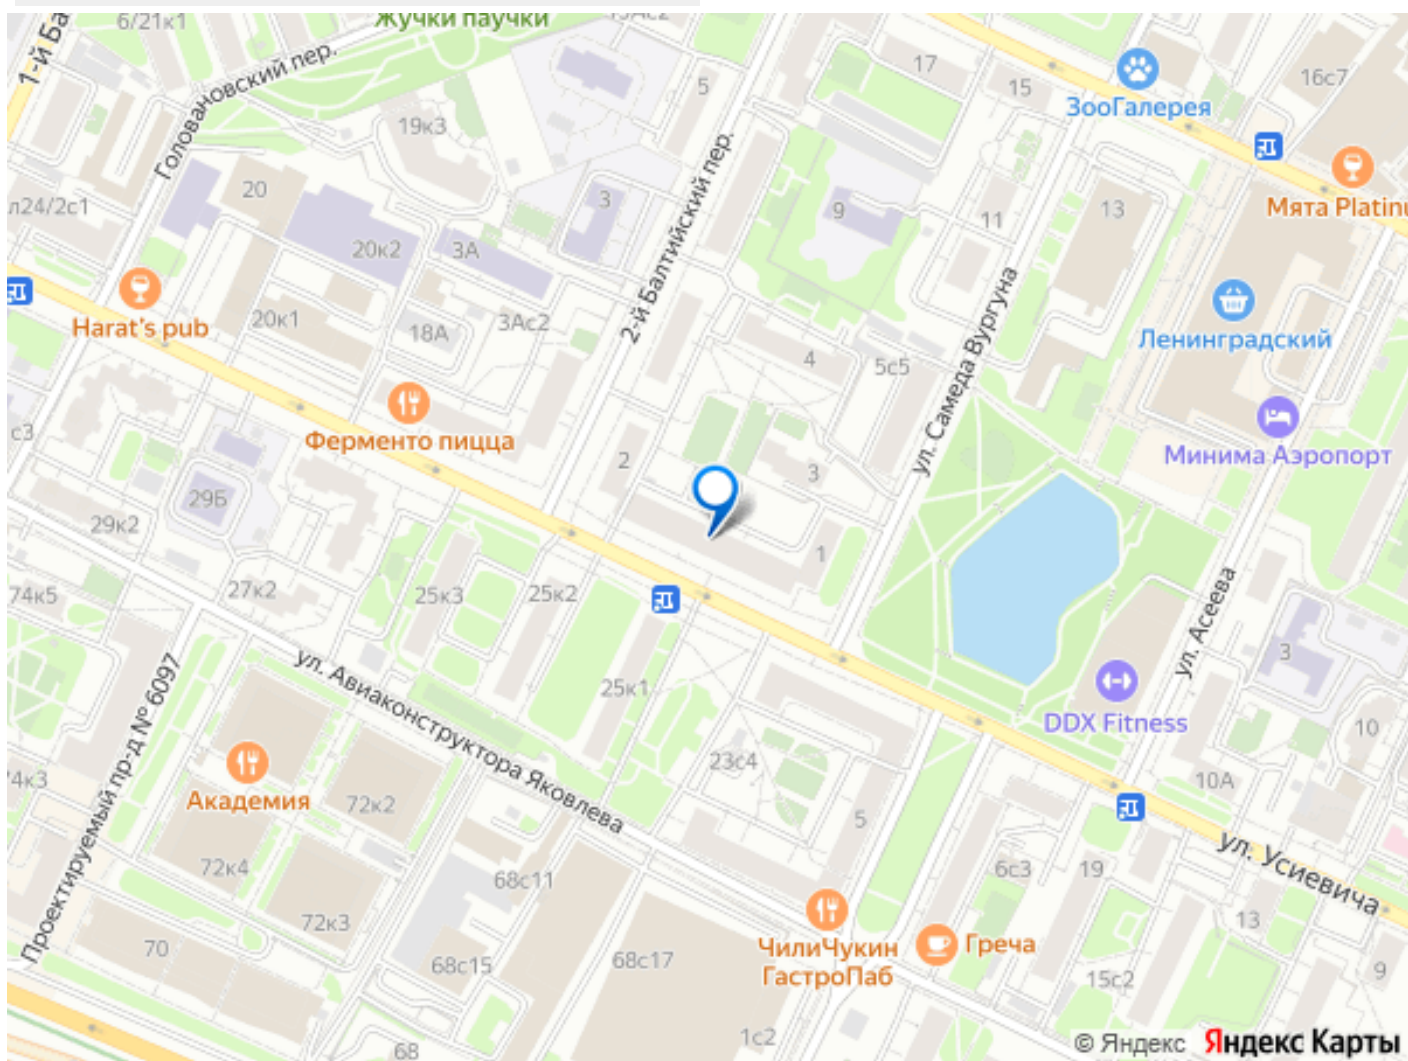 Жучки паучки
6/21к1
1-й Ба
Головановский пер.
5
17
15
ЗооГалерея
16с7
19к3
Мята Platinu
л24/2с1
20
20к2
3
3А
9
11
13
2-й Балтийский пер.
Harat's pub
20к1
18А
3Ас2
4
5с5
ул. Самеда Вургуна
Ленинградский
Ферменто пицца
с3
2
3
Минима Аэропорт
29Б
29к2
1
74к5
27к2
25к3
25к2
ул. Асеева
3
Проектируемый пр-д № 6097
ул. Авиаконструктора Яковлева
25к1
DDX Fitness
10
23с4
74к3
Академия
72к2
10А
5
ул. Усиевича
72к4
68с11
6с3
19
72к3
13
70
68с15
68с17
ЧилиЧукин
ГастроПаб
Греча
15с2
9
1с2
68
© Яндекс Яндекс Карты